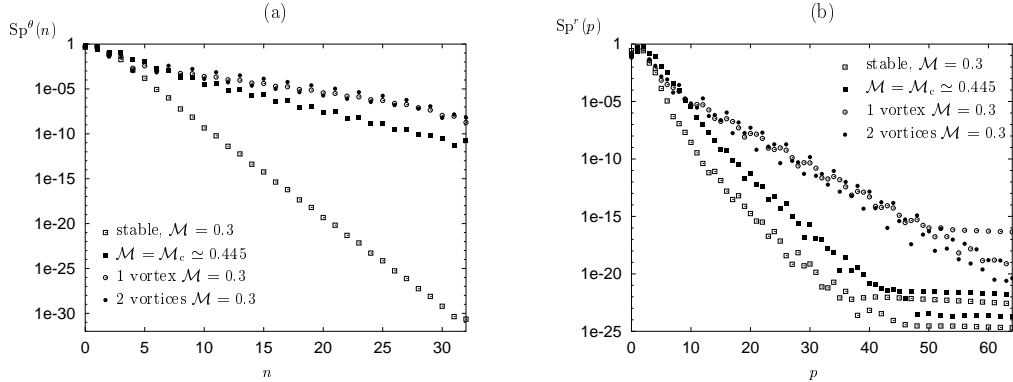 (a)
Sp^θ(n)
1
1e-05
1e-10
1e-15
1e-20
1e-25
1e-30
stable, ℳ = 0.3
ℳ = ℳ_c ≃ 0.445
1 vortex ℳ = 0.3
2 vortices ℳ = 0.3
0 5 10 15 20 25 30
n
(b)
Sp^r(p)
1
1e-05
1e-10
1e-15
1e-20
1e-25
stable, ℳ = 0.3
ℳ = ℳ_c ≃ 0.445
1 vortex ℳ = 0.3
2 vortices ℳ = 0.3
0 10 20 30 40 50 60
p